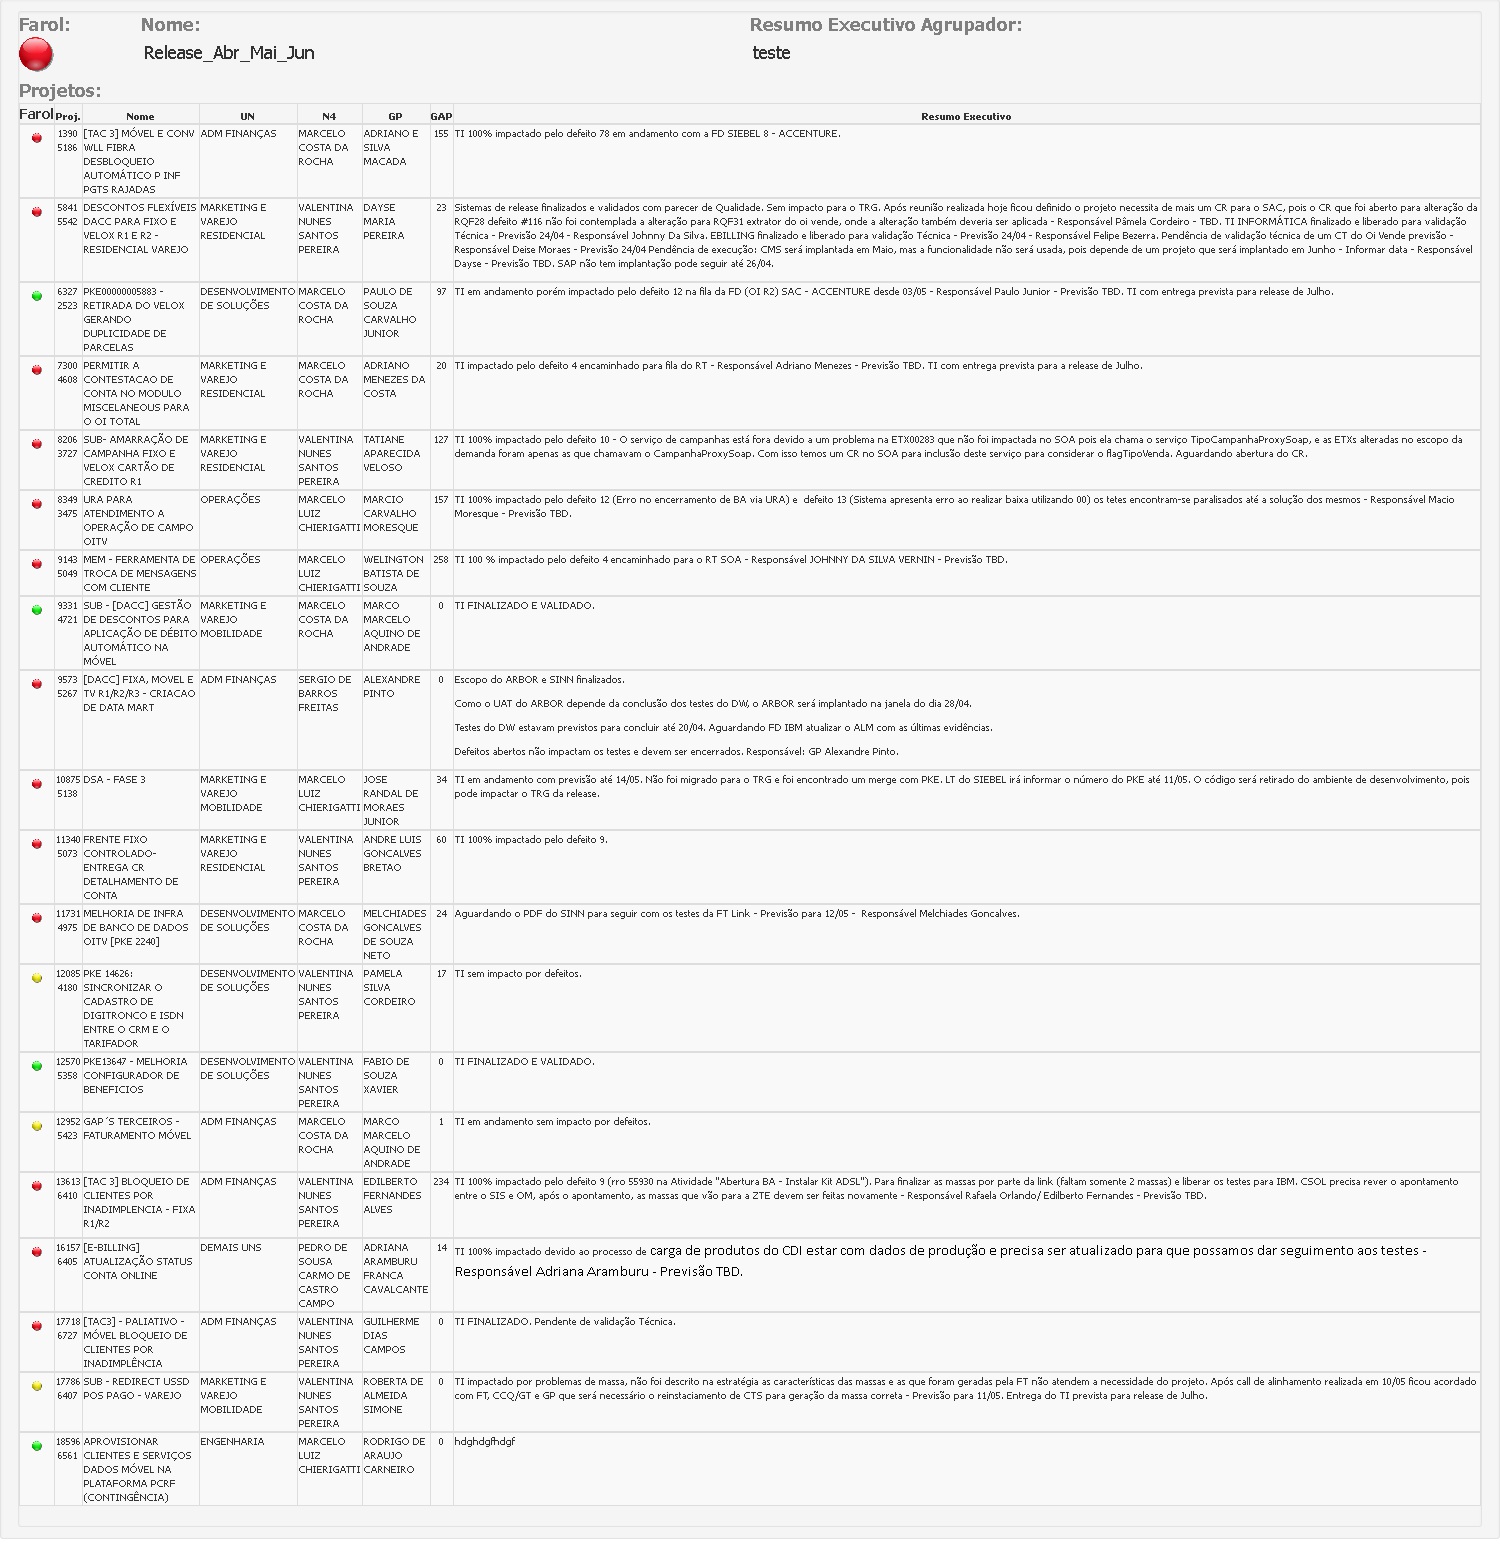 Farol: Nome: Resumo Executivo Agrupador:
Release_Abr_Mai_Jun teste
Projetos:
Farol Proj. Nome UN N4 GP GAP Resumo Executivo
1390 [TAC 3] MÓVEL E CONV ADM FINANÇAS MARCELO ADRIANO E 155 TI 100% impactado pelo defeito 78 em andamento com a FD SIEBEL 8 - ACCENTURE.
5186 WLL FIBRA COSTA DA SILVA
DESBLOQUEIO ROCHA MACADA
AUTOMÁTICO P INF
PGTS RAJADAS
5841 DESCONTOS FLEXÍVEIS MARKETING E VALENTINA DAYSE 23 Sistemas de release finalizados e validados com parecer de Qualidade. Sem impacto para o TRG. Após reunião realizada hoje ficou definido o projeto necessita de mais um CR para o SAC, pois o CR que foi aberto para alteração da
5542 DACC PARA FIXO E VAREJO NUNES MARIA RQF28 defeito #116 não foi contemplada a alteração para RQF31 extrator do oi vende, onde a alteração também deveria ser aplicada - Responsável Pâmela Cordeiro - TBD. TI INFORMÁTICA finalizado e liberado para validação
VELOX R1 E R2 - RESIDENCIAL SANTOS PEREIRA Técnica - Previsão 24/04 - Responsável Johnny Da Silva. EBILLING finalizado e liberado para validação Técnica - Previsão 24/04 - Responsável Felipe Bezerra. Pendência de validação técnica de um CT do Oi Vende previsão -
RESIDENCIAL VAREJO PEREIRA Responsável Deise Moraes - Previsão 24/04 Pendência de execução: CMS será implantada em Maio, mas a funcionalidade não será usada, pois depende de um projeto que será implantado em Junho - Informar data - Responsável
Dayse - Previsão TBD. SAP não tem implantação pode seguir até 26/04.
6327 PKE00000005883 - DESENVOLVIMENTO MARCELO PAULO DE 97 TI em andamento porém impactado pelo defeito 12 na fila da FD (OI R2) SAC - ACCENTURE desde 03/05 - Responsável Paulo Junior - Previsão TBD. TI com entrega prevista para release de Julho.
2523 RETIRADA DO VELOX DE SOLUÇÕES COSTA DA SOUZA
GERANDO ROCHA CARVALHO
DUPLICIDADE DE JUNIOR
PARCELAS
7300 PERMITIR A MARKETING E MARCELO ADRIANO 20 TI impactado pelo defeito 4 encaminhado para fila do RT - Responsável Adriano Menezes - Previsão TBD. TI com entrega prevista para a release de Julho.
4608 CONTESTACAO DE VAREJO COSTA DA MENEZES DA
CONTA NO MODULO RESIDENCIAL ROCHA COSTA
MISCELANEOUS PARA
O OI TOTAL
8206 SUB- AMARRAÇÃO DE MARKETING E VALENTINA TATIANE 127 TI 100% impactado pelo defeito 10 - O serviço de campanhas está fora devido a um problema na ETX00283 que não foi impactada no SOA pois ela chama o serviço TipoCampanhaProxySoap, e as ETXs alteradas no escopo da
3727 CAMPANHA FIXO E VAREJO NUNES APARECIDA demanda foram apenas as que chamavam o CampanhaProxySoap. Com isso temos um CR no SOA para inclusão deste serviço para considerar o flagTipoVenda. Aguardando abertura do CR.
VELOX CARTÃO DE RESIDENCIAL SANTOS VELOSO
CREDITO R1 PEREIRA
8349 URA PARA OPERAÇÕES MARCELO MARCIO 157 TI 100% impactado pelo defeito 12 (Erro no encerramento de BA via URA) e  defeito 13 (Sistema apresenta erro ao realizar baixa utilizando 00) os tetes encontram-se paralisados até a solução dos mesmos - Responsável Macio
3475 ATENDIMENTO A LUIZ CARVALHO Moresque - Previsão TBD.
OPERAÇÃO DE CAMPO CHIERIGATTI MORESQUE
OITV
9143 MEM - FERRAMENTA DE OPERAÇÕES MARCELO WELINGTON 258 TI 100 % impactado pelo defeito 4 encaminhado para o RT SOA - Responsável JOHNNY DA SILVA VERNIN - Previsão TBD.
5049 TROCA DE MENSAGENS LUIZ BATISTA DE
COM CLIENTE CHIERIGATTI SOUZA
9331 SUB - [DACC] GESTÃO MARKETING E MARCELO MARCO 0 TI FINALIZADO E VALIDADO.
4721 DE DESCONTOS PARA VAREJO COSTA DA MARCELO
APLICAÇÃO DE DÉBITO MOBILIDADE ROCHA AQUINO DE
AUTOMÁTICO NA ANDRADE
MÓVEL
9573 [DACC] FIXA, MOVEL E ADM FINANÇAS SERGIO DE ALEXANDRE 0 Escopo do ARBOR e SINN finalizados.
5267 TV R1/R2/R3 - CRIACAO BARROS PINTO
DE DATA MART FREITAS Como o UAT do ARBOR depende da conclusão dos testes do DW, o ARBOR será implantado na janela do dia 28/04.
Testes do DW estavam previstos para concluir até 20/04. Aguardando FD IBM atualizar o ALM com as últimas evidências.
Defeitos abertos não impactam os testes e devem ser encerrados. Responsável: GP Alexandre Pinto.
10875 DSA - FASE 3 MARKETING E MARCELO JOSE 34 TI em andamento com previsão até 14/05. Não foi migrado para o TRG e foi encontrado um merge com PKE. LT do SIEBEL irá informar o número do PKE até 11/05. O código será retirado do ambiente de desenvolvimento, pois
5138 VAREJO LUIZ RANDAL DE pode impactar o TRG da release.
MOBILIDADE CHIERIGATTI MORAES
JUNIOR
11340 FRENTE FIXO MARKETING E VALENTINA ANDRE LUIS 60 TI 100% impactado pelo defeito 9.
5073 CONTROLADO- VAREJO NUNES GONCALVES
ENTREGA CR RESIDENCIAL SANTOS BRETAO
DETALHAMENTO DE PEREIRA
CONTA
11731 MELHORIA DE INFRA DESENVOLVIMENTO MARCELO MELCHIADES 24 Aguardando o PDF do SINN para seguir com os testes da FT Link - Previsão para 12/05 -  Responsável Melchiades Goncalves.
4975 DE BANCO DE DADOS DE SOLUÇÕES COSTA DA GONCALVES
OITV [PKE 2240] ROCHA DE SOUZA
NETO
12085 PKE 14626: DESENVOLVIMENTO VALENTINA PAMELA 17 TI sem impacto por defeitos.
4180 SINCRONIZAR O DE SOLUÇÕES NUNES SILVA
CADASTRO DE SANTOS CORDEIRO
DIGITRONCO E ISDN PEREIRA
ENTRE O CRM E O
TARIFADOR
12570 PKE13647 - MELHORIA DESENVOLVIMENTO VALENTINA FABIO DE 0 TI FINALIZADO E VALIDADO.
5358 CONFIGURADOR DE DE SOLUÇÕES NUNES SOUZA
BENEFICIOS SANTOS XAVIER
PEREIRA
12952 GAP´S TERCEIROS - ADM FINANÇAS MARCELO MARCO 1 TI em andamento sem impacto por defeitos.
5423 FATURAMENTO MÓVEL COSTA DA MARCELO
ROCHA AQUINO DE
ANDRADE
13613 [TAC 3] BLOQUEIO DE ADM FINANÇAS VALENTINA EDILBERTO 234 TI 100% impactado pelo defeito 9 (rro 55930 na Atividade "Abertura BA - Instalar Kit ADSL"). Para finalizar as massas por parte da link (faltam somente 2 massas) e liberar os testes para IBM. CSOL precisa rever o apontamento
6410 CLIENTES POR NUNES FERNANDES entre o SIS e OM, após o apontamento, as massas que vão para a ZTE devem ser feitas novamente - Responsável Rafaela Orlando/ Edilberto Fernandes - Previsão TBD.
INADIMPLENCIA - FIXA SANTOS ALVES
R1/R2 PEREIRA
16157 [E-BILLING] DEMAIS UNS PEDRO DE ADRIANA 14 TI 100% impactado devido ao processo de carga de produtos do CDI estar com dados de produção e precisa ser atualizado para que possamos dar seguimento aos testes -
6405 ATUALIZAÇÃO STATUS SOUSA ARAMBURU Responsável Adriana Aramburu - Previsão TBD.
CONTA ONLINE CARMO DE FRANCA
CASTRO CAVALCANTE
CAMPO
17718 [TAC3] - PALIATIVO - ADM FINANÇAS VALENTINA GUILHERME 0 TI FINALIZADO. Pendente de validação Técnica.
6727 MÓVEL BLOQUEIO DE NUNES DIAS
CLIENTES POR SANTOS CAMPOS
INADIMPLÊNCIA PEREIRA
17786 SUB - REDIRECT USSD MARKETING E VALENTINA ROBERTA DE 0 TI impactado por problemas de massa, não foi descrito na estratégia as características das massas e as que foram geradas pela FT não atendem a necessidade do projeto. Após call de alinhamento realizada em 10/05 ficou acordado
6407 POS PAGO - VAREJO VAREJO NUNES ALMEIDA com FT, CCQ/GT e GP que será necessário o reinstaciamento de CTS para geração da massa correta - Previsão para 11/05. Entrega do TI prevista para release de Julho.
MOBILIDADE SANTOS SIMONE
PEREIRA
18596 APROVISIONAR ENGENHARIA MARCELO RODRIGO DE 0 hdghdgfhdgf
6561 CLIENTES E SERVIÇOS LUIZ ARAUJO
DADOS MÓVEL NA CHIERIGATTI CARNEIRO
PLATAFORMA PCRF
(CONTINGÊNCIA)